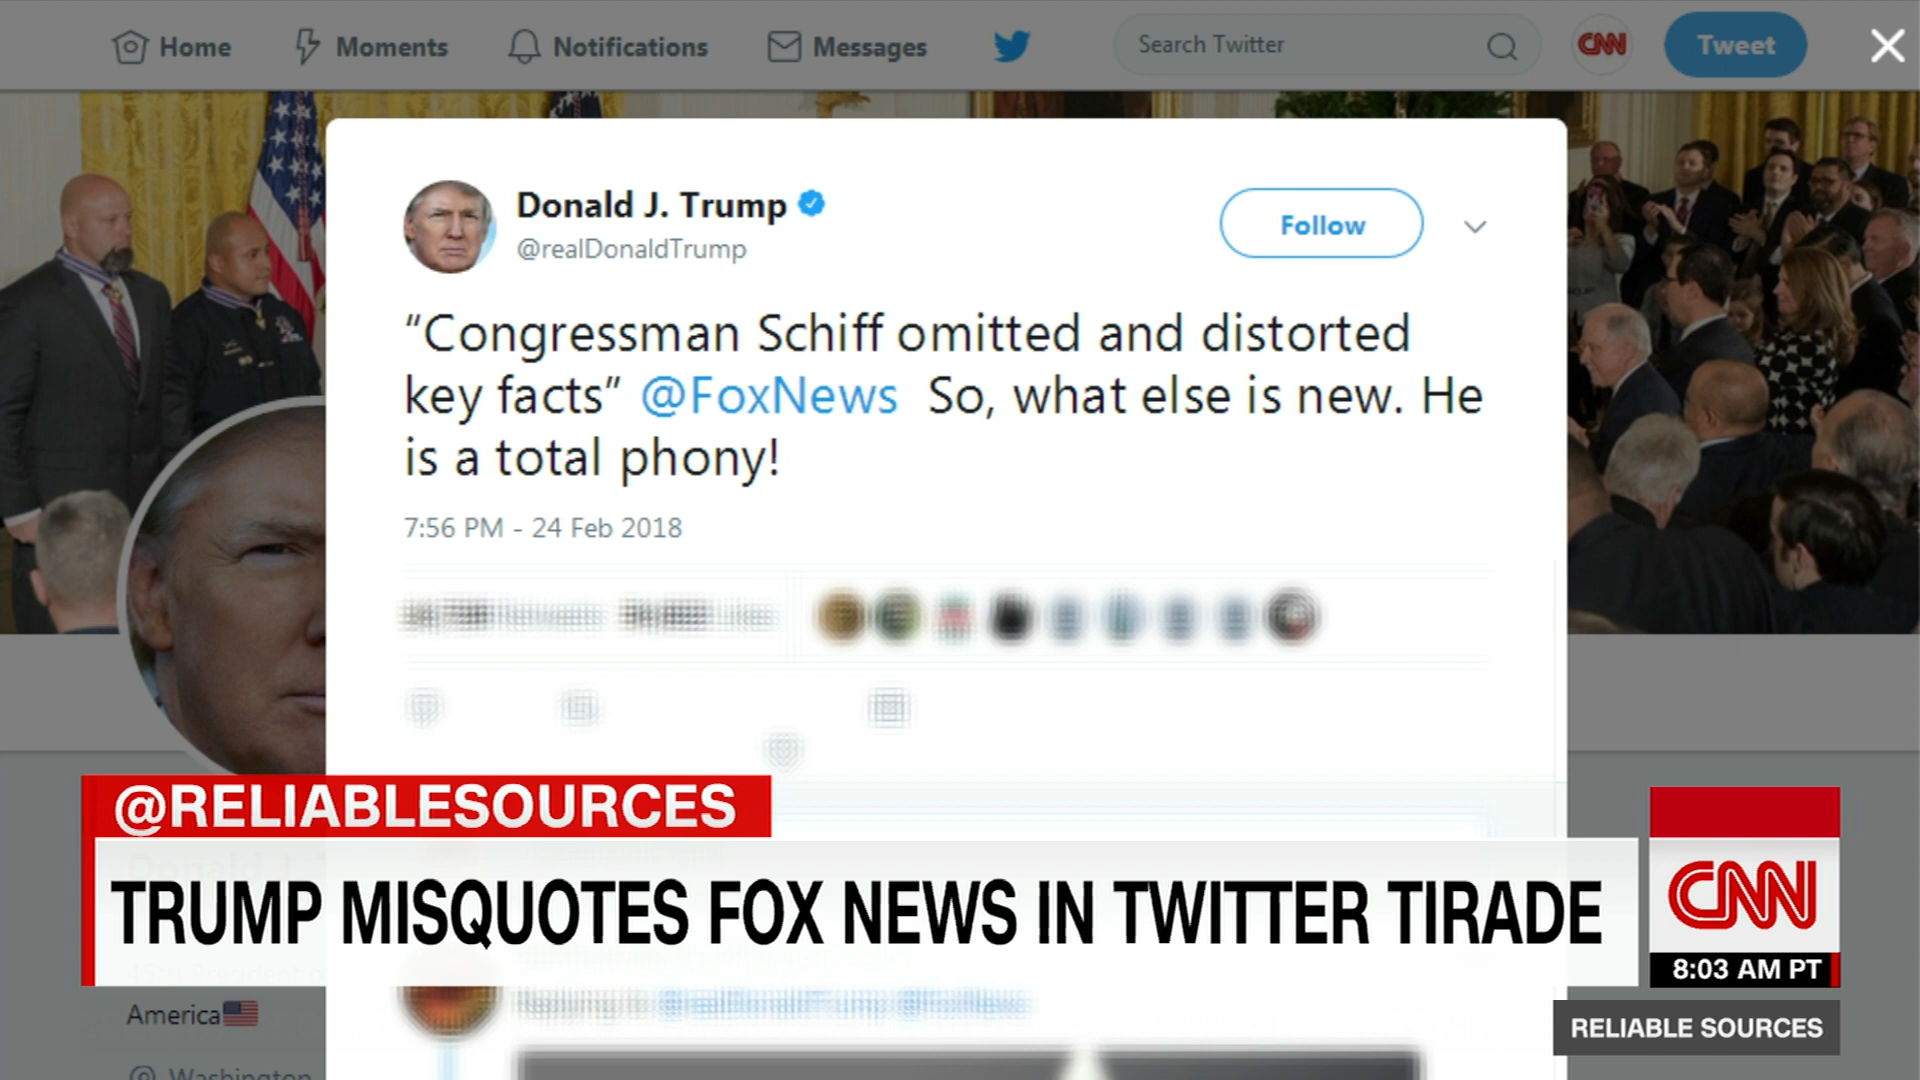 Home Moments Notifications Messages Search Twitter CNN Tweet
Donald J. Trump
@realDonaldTrump
Follow
“Congressman Schiff omitted and distorted
key facts” @FoxNews So, what else is new. He
is a total phony!
7:56 PM - 24 Feb 2018
@RELIABLESOURCES
TRUMP MISQUOTES FOX NEWS IN TWITTER TIRADE
CNN
8:03 AM PT
America
RELIABLE SOURCES
Washington